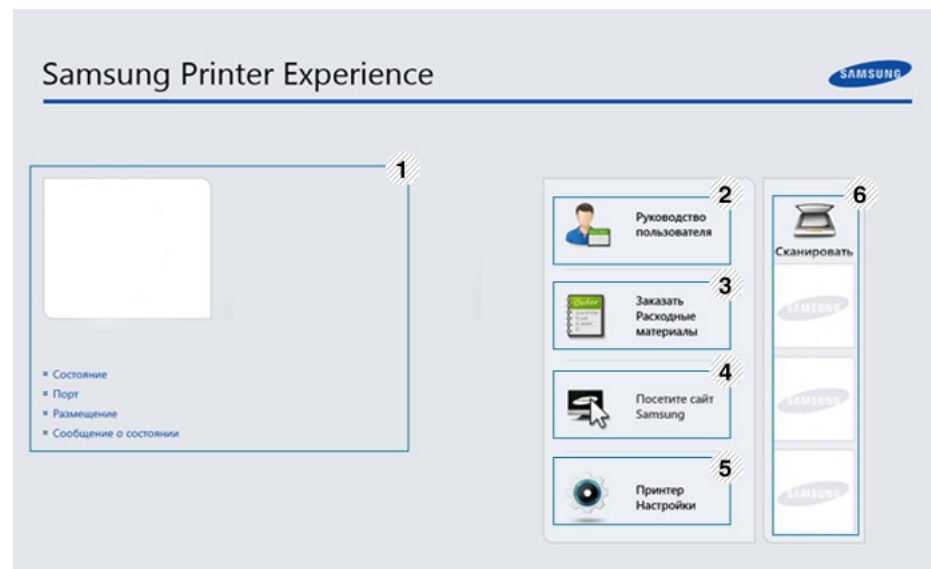 Samsung Printer Experience
SAMSUNG
1
Состояние
Порт
Размещение
Сообщение о состоянии
2
Руководство
пользователя
3
Order
Заказать
Расходные
материалы
4
Посетите сайт
Samsung
5
Принтер
Настройки
6
Сканировать
SAMSUNG
SAMSUNG
SAMSUNG